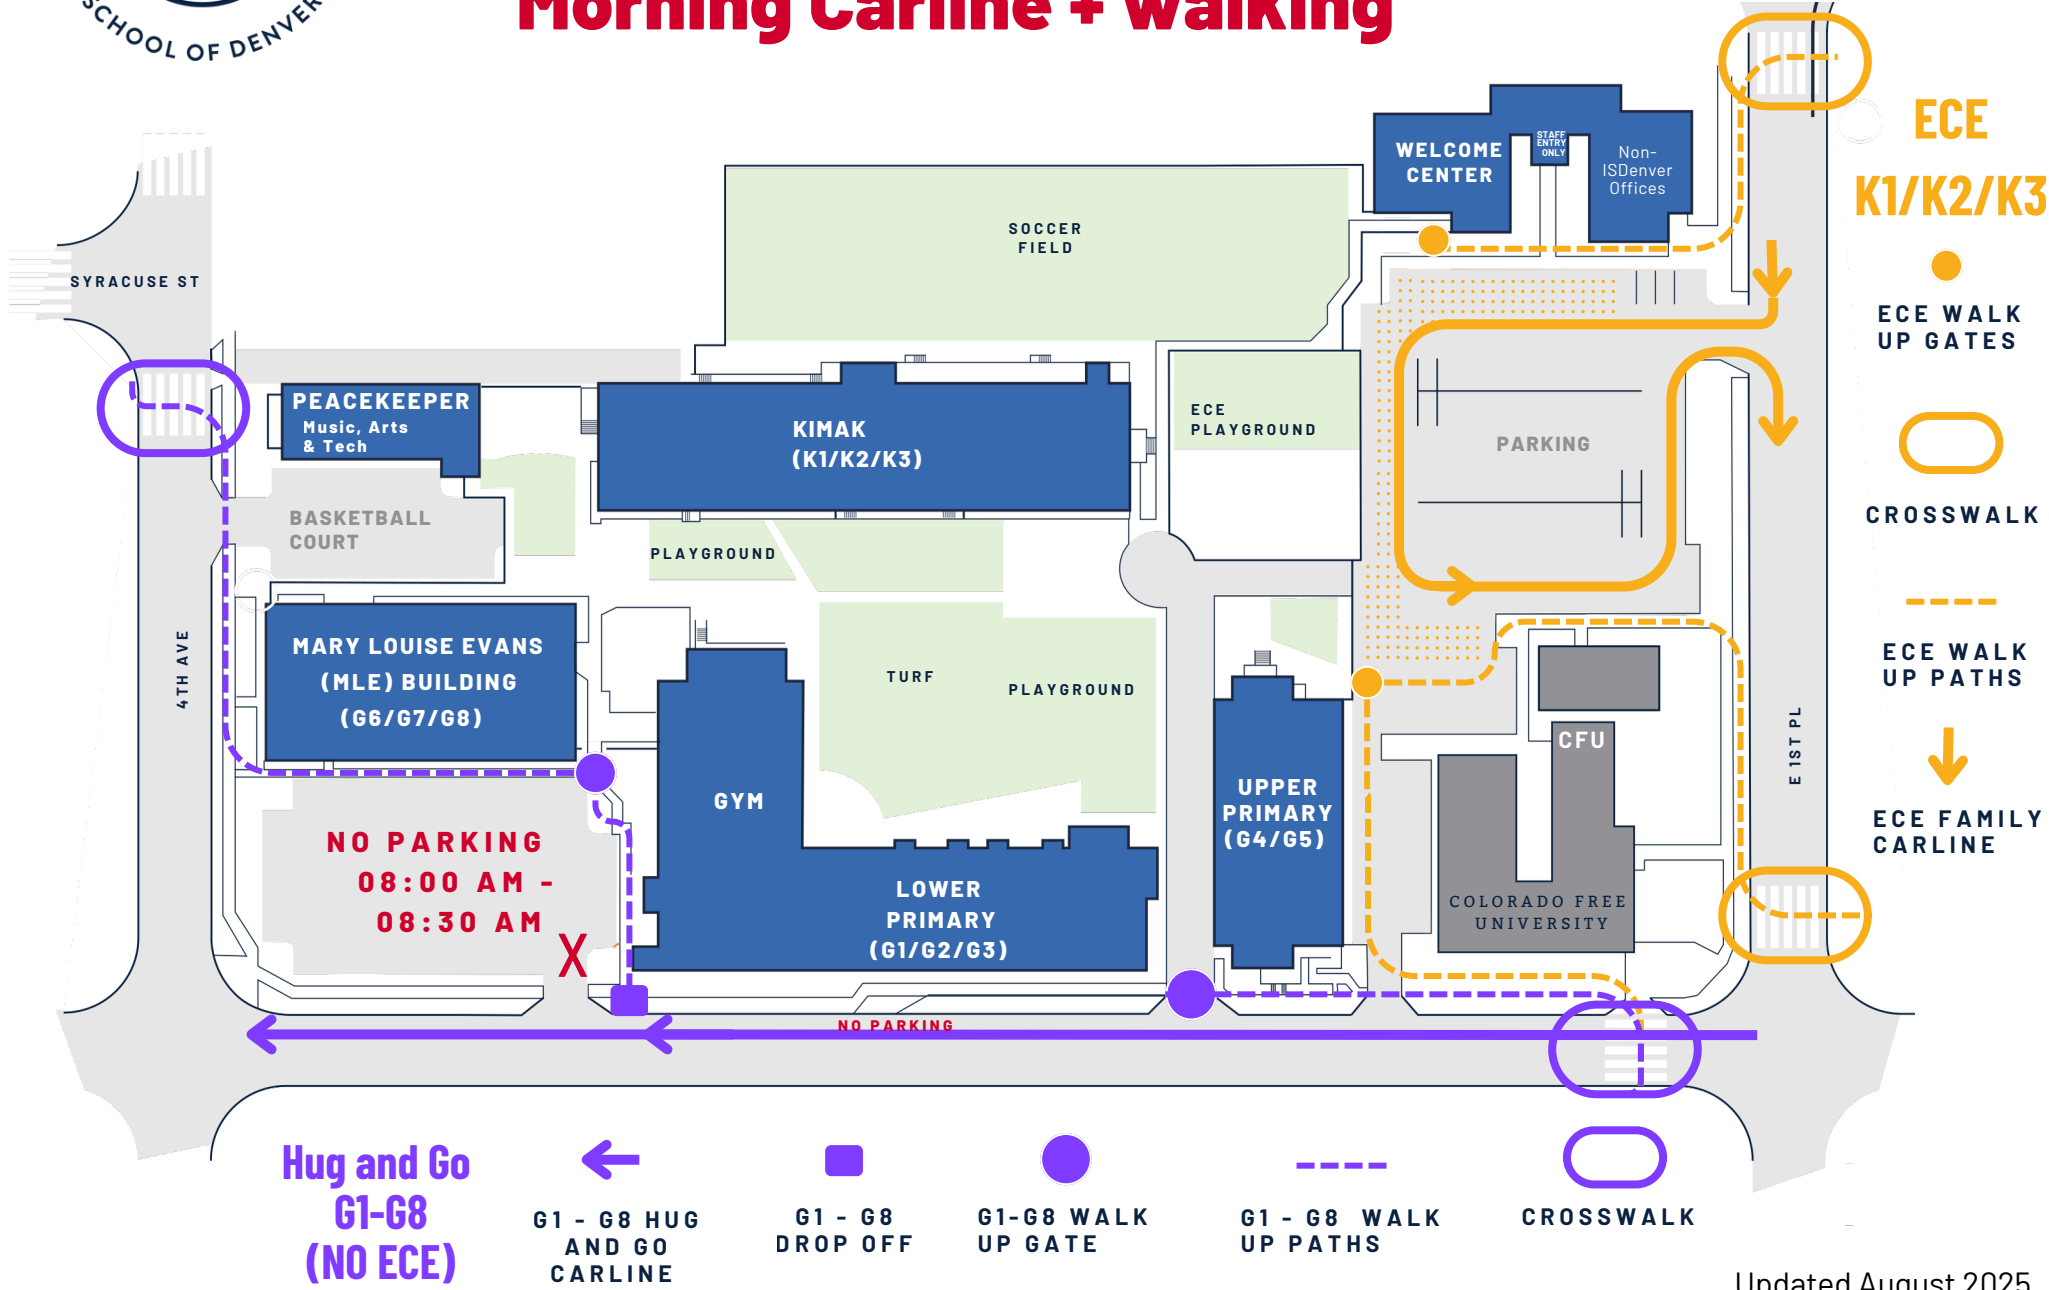 SCHOOL OF DENVER
Morning Carline + Walking
WELCOME
CENTER
STAFF
ENTRY
ONLY
Non-
ISDenver
Offices
ECE
K1/K2/K3
SOCCER
FIELD
SYRACUSE ST
ECE WALK
UP GATES
PEACEKEEPER
Music, Arts
& Tech
KIMAK
(K1/K2/K3)
ECE
PLAYGROUND
PARKING
CROSSWALK
BASKETBALL
COURT
PLAYGROUND
4TH AVE
MARY LOUISE EVANS
(MLE) BUILDING
(G6/G7/G8)
TURF
PLAYGROUND
ECE WALK
UP PATHS
CFU
E 1ST PL
GYM
UPPER
PRIMARY
(G4/G5)
ECE FAMILY
CARLINE
NO PARKING
08:00 AM -
08:30 AM
X
LOWER
PRIMARY
(G1/G2/G3)
COLORADO FREE
UNIVERSITY
NO PARKING
Hug and Go
G1-G8
(NO ECE)
G1 - G8 HUG
AND GO
CARLINE
G1 - G8
DROP OFF
G1-G8 WALK
UP GATE
G1 - G8 WALK
UP PATHS
CROSSWALK
Updated August 2025